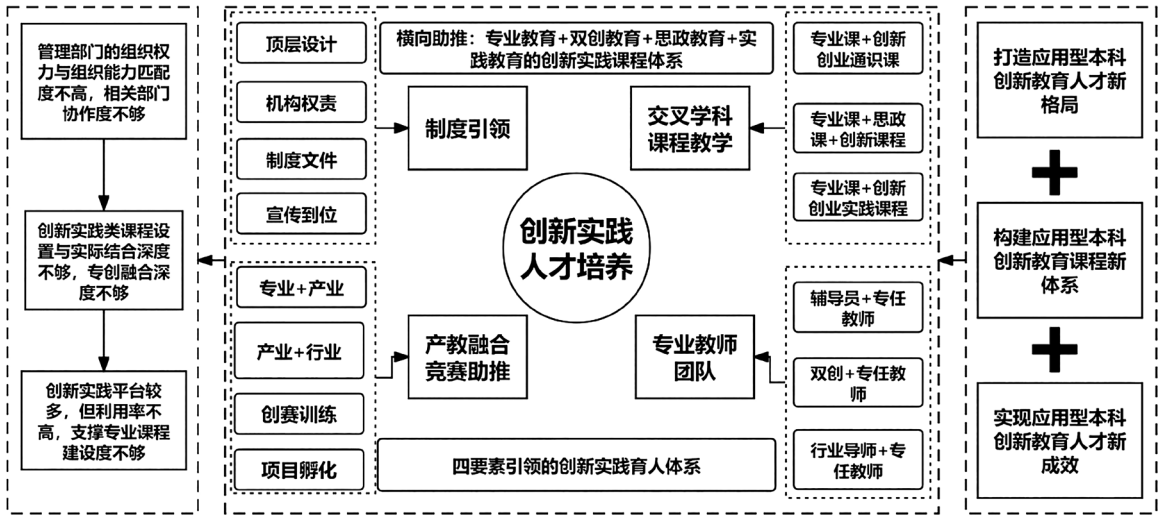 管理部门的组织权
力与组织能力匹配
度不高，相关部门
协作度不够
创新实践类课程设
置与实际结合深度
不够，专创融合深
度不够
创新实践平台较
多，但利用率不
高，支撑专业课程
建设度不够
顶层设计
机构权责
制度文件
宣传到位
专业+产业
产业+行业
创赛训练
项目孵化
横向助推：专业教育+双创教育+思政教育+实
践教育的创新实践课程体系
制度引领
交叉学科
课程教学
创新实践
人才培养
产教融合
竞赛助推
专业教师
团队
四要素引领的创新实践育人体系
专业课+创新
创业通识课
专业课+思政
课+创新课程
专业课+创新
创业实践课程
辅导员+专任
教师
双创+专任教
师
行业导师+专
任教师
打造应用型本科
创新教育人才新
格局
构建应用型本科
创新教育课程新
体系
实现应用型本科
创新教育人才新
成效